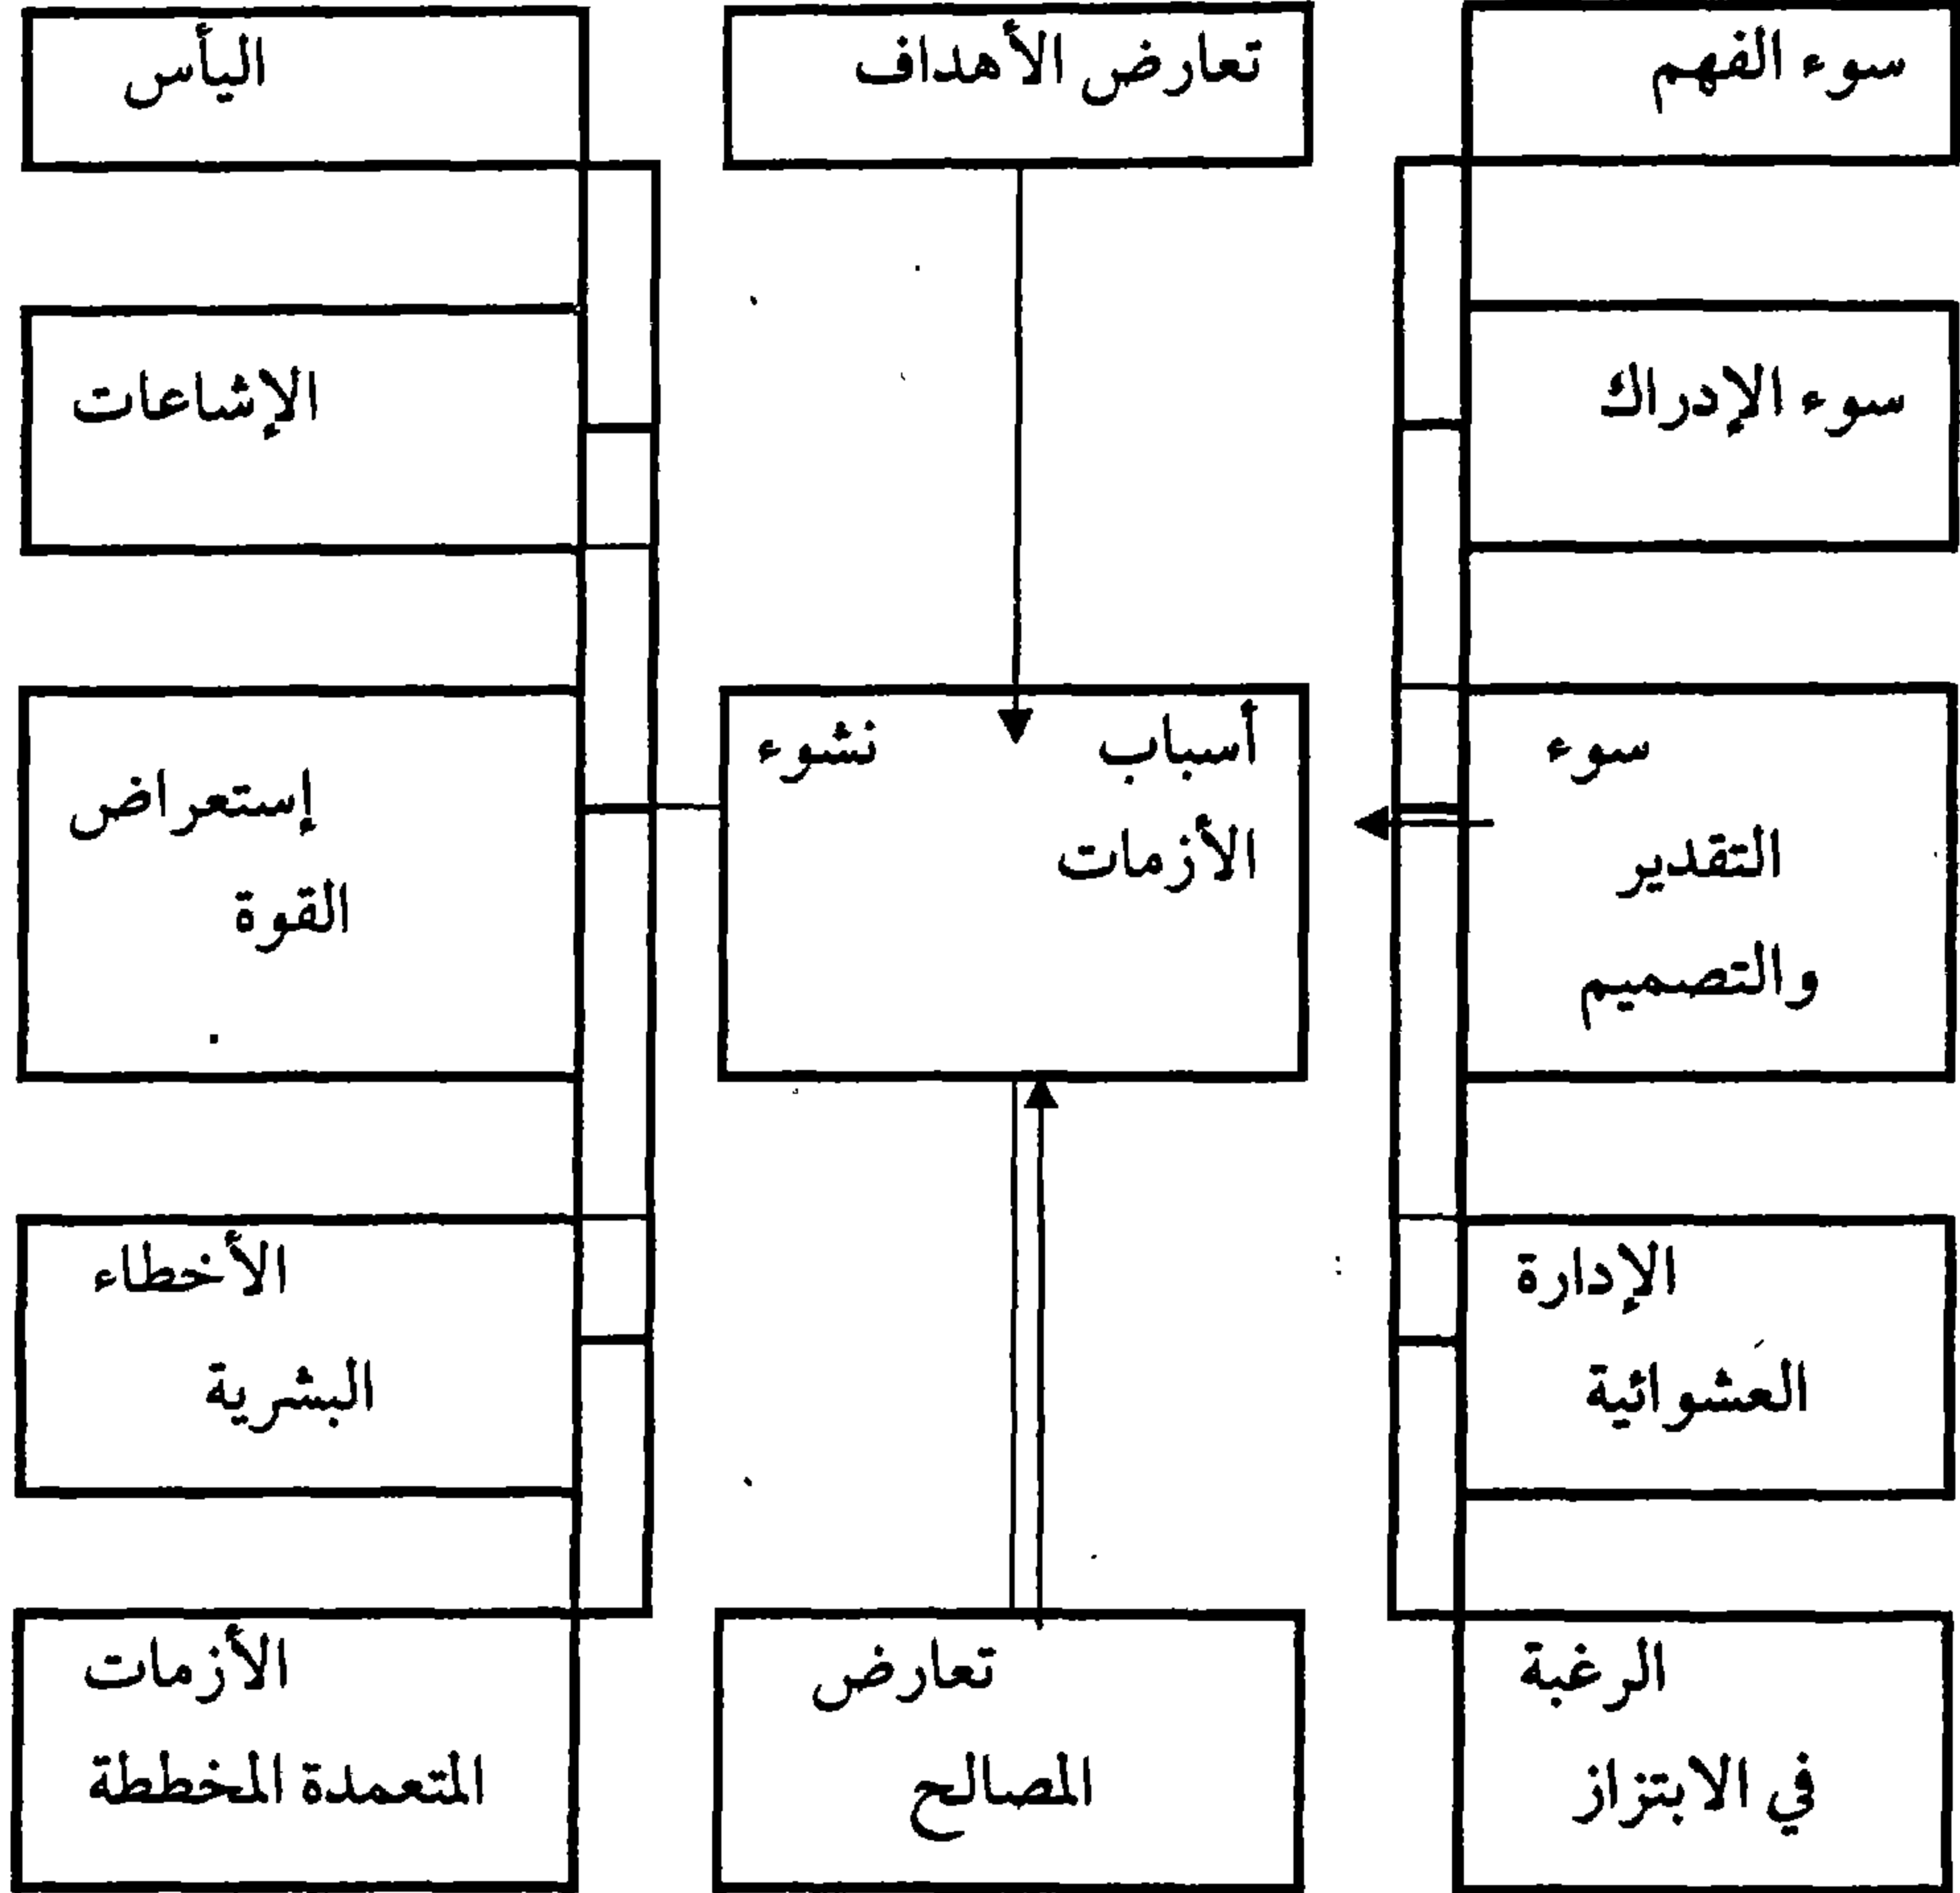 سوء الفهم
تعارض الأهداف
اليأس
سوء الإدراك
الإشاعات
سوء
التقدير
والتصميم
أسباب نشوء
الأزمات
إستعراض
القوة
الإدارة
العشوائية
الأخطاء
البشرية
الرغبة
في الابتزاز
تعارض
المصالح
الأزمات
المتعمدة المخططة